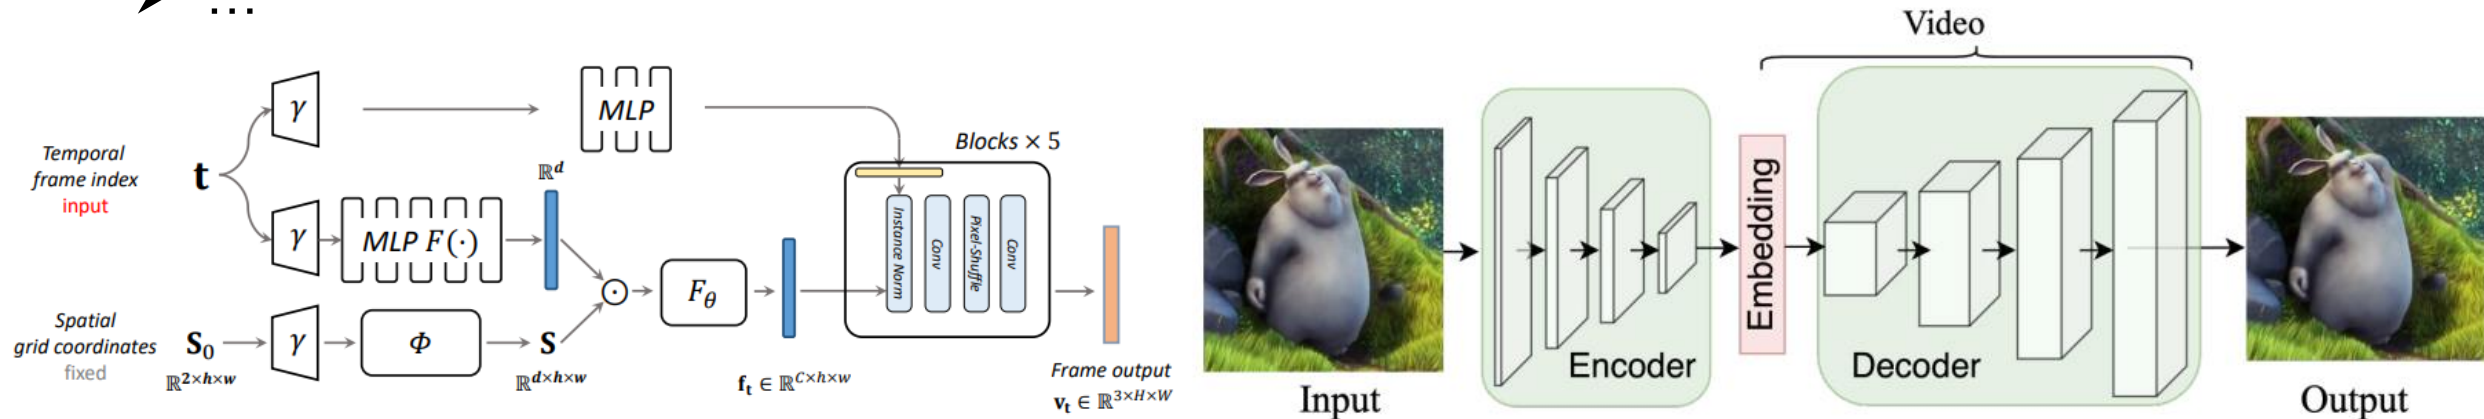 ...
Temporal
frame index
input
t
γ
MLP
γ
MLP F(·)
ℝ^d
Spatial
grid coordinates
fixed
S₀
ℝ^{2×h×w}
γ
Φ
S
ℝ^{d×h×w}
⊙
F_θ
f_t ∈ ℝ^{C×h×w}
Blocks × 5
Instance Norm
Conv
Pixel-Shuffle
Conv
Frame output
v_t ∈ ℝ^{3×H×W}
Input
Encoder
Embedding
Video
Decoder
Output